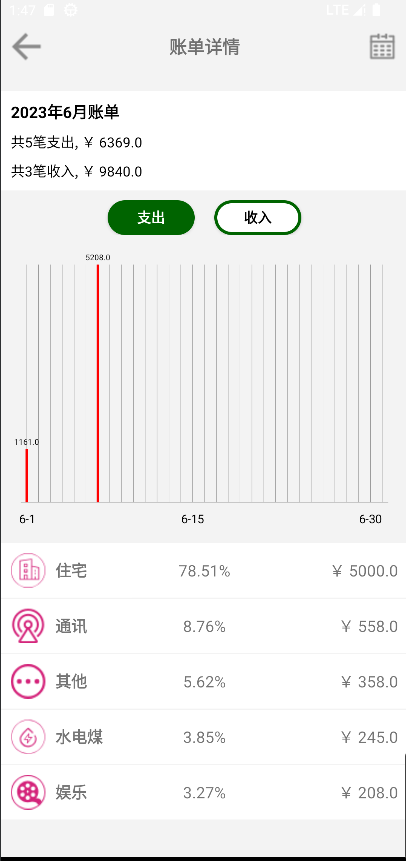 1:47
LTE
账单详情
2023年6月账单
共5笔支出, ￥ 6369.0
共3笔收入, ￥ 9840.0
支出 收入
5208.0
1161.0
6-1 6-15 6-30
住宅 78.51% ￥ 5000.0
通讯 8.76% ￥ 558.0
其他 5.62% ￥ 358.0
水电煤 3.85% ￥ 245.0
娱乐 3.27% ￥ 208.0